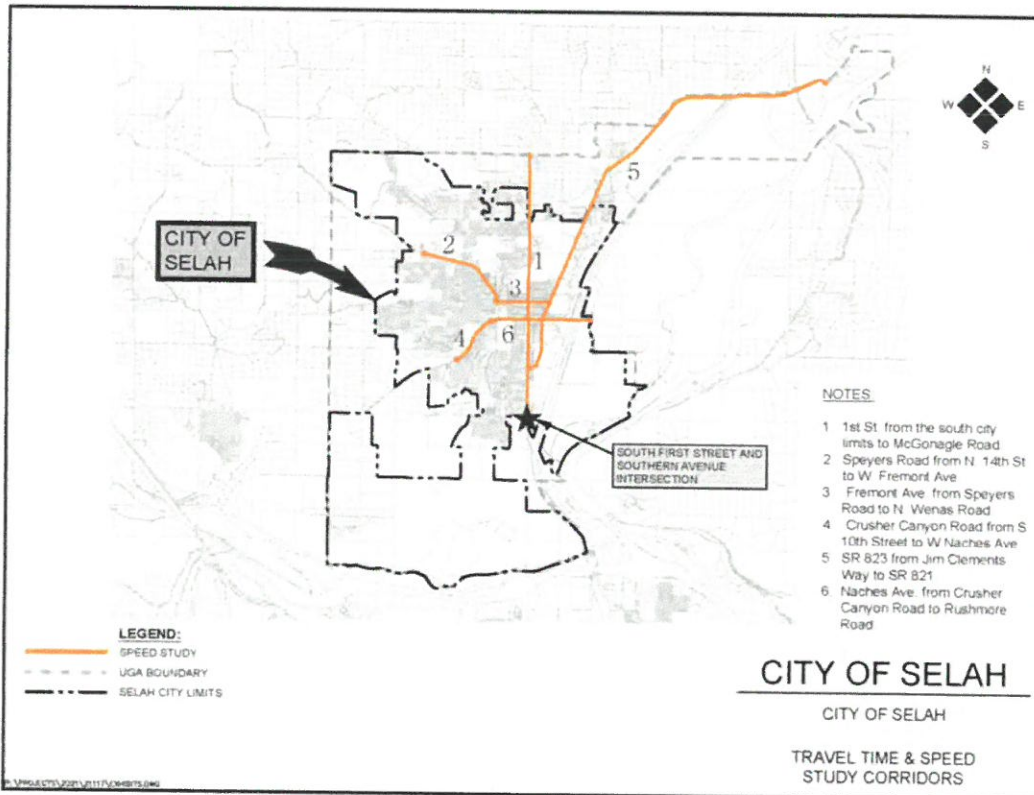 N
W E
S
CITY OF
SELAH
5
2
1
3
6
4
SOUTH FIRST STREET AND
SOUTHERN AVENUE
INTERSECTION
NOTES
1 1st St. from the south city
limits to McGonagle Road
2 Speyers Road from N 14th St
to W Fremont Ave
3 Fremont Ave from Speyers
Road to N Wenas Road
4 Crusher Canyon Road from S
10th Street to W Naches Ave
5 SR 823 from Jim Clements
Way to SR 821
6 Naches Ave. from Crusher
Canyon Road to Rushmore
Road
LEGEND:
SPEED STUDY
UGA BOUNDARY
SELAH CITY LIMITS
CITY OF SELAH
CITY OF SELAH
TRAVEL TIME & SPEED
STUDY CORRIDORS